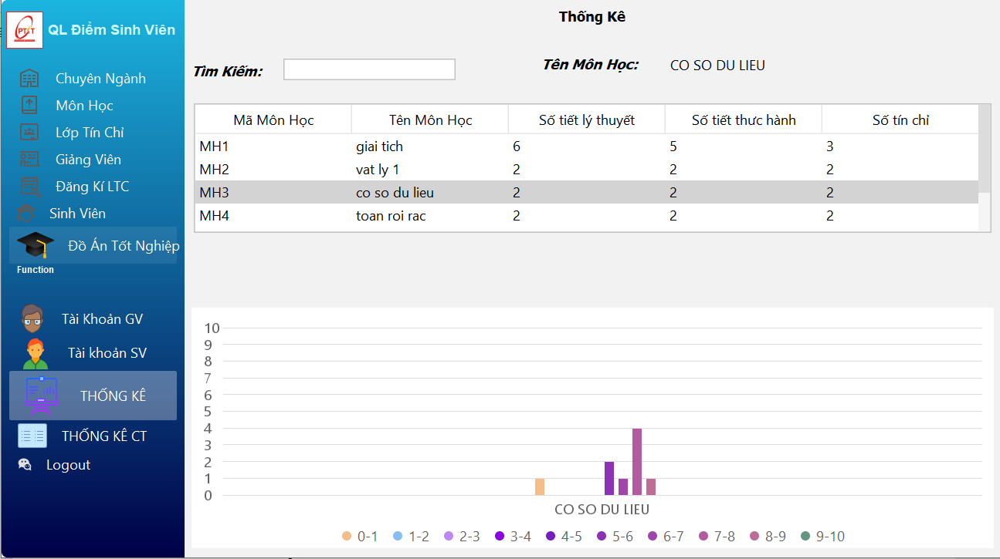 PTIT
QL Điểm Sinh Viên
Chuyên Ngành
Môn Học
Lớp Tín Chỉ
Giảng Viên
Đăng Kí LTC
Sinh Viên
Đồ Án Tốt Nghiệp
Function
Tài Khoản GV
Tài khoản SV
THỐNG KÊ
THỐNG KÊ CT
Logout
Thống Kê
Tìm Kiếm:
Tên Môn Học: CO SO DU LIEU
Mã Môn Học Tên Môn Học Số tiết lý thuyết Số tiết thực hành Số tín chỉ
MH1 giai tich 6 5 3
MH2 vat ly 1 2 2 2
MH3 co so du lieu 2 2 2
MH4 toan roi rac 2 2 2
10
9
8
7
6
5
4
3
2
1
0
CO SO DU LIEU
0-1 1-2 2-3 3-4 4-5 5-6 6-7 7-8 8-9 9-10